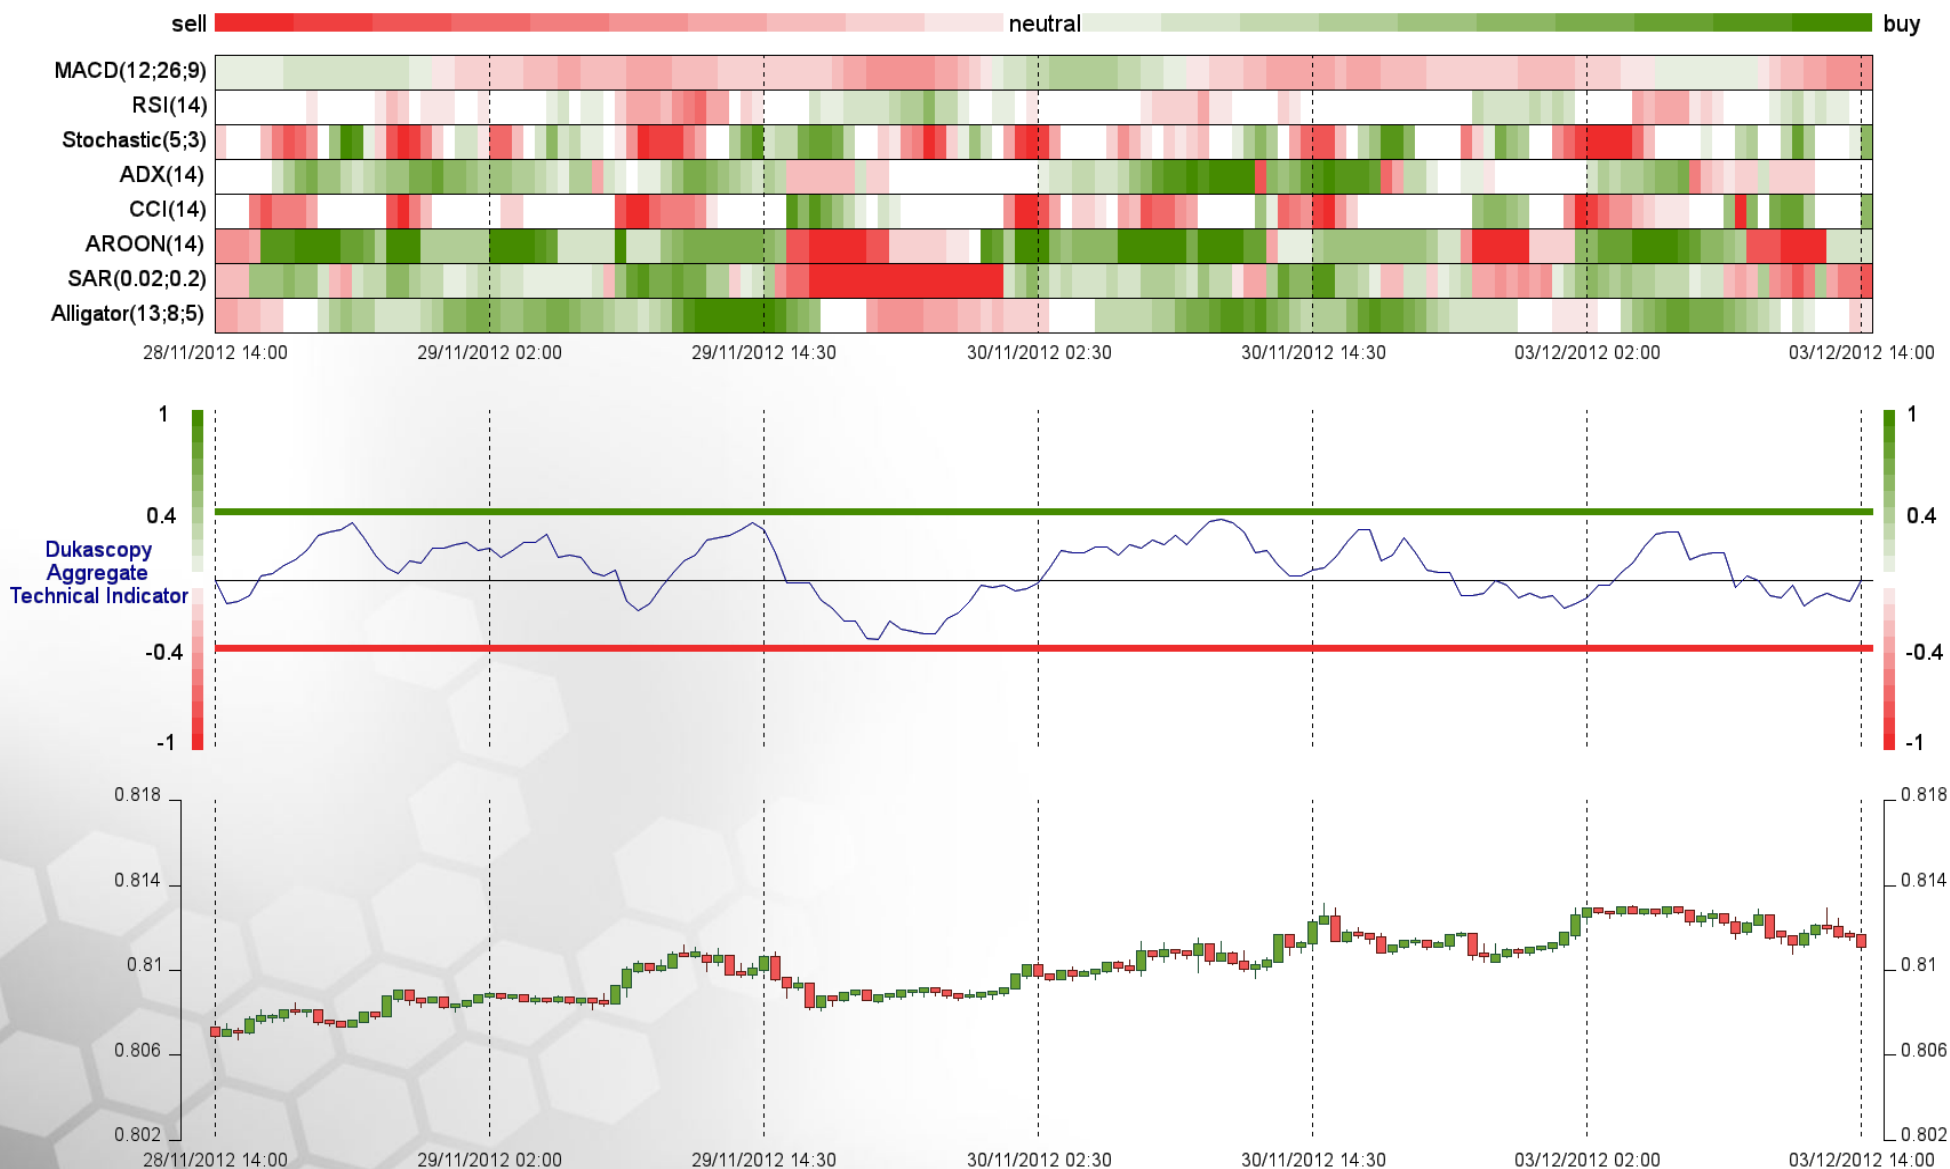 sell neutral buy
MACD(12;26;9)
RSI(14)
Stochastic(5;3)
ADX(14)
CCI(14)
AROON(14)
SAR(0.02;0.2)
Alligator(13;8;5)
28/11/2012 14:00 29/11/2012 02:00 29/11/2012 14:30 30/11/2012 02:30 30/11/2012 14:30 03/12/2012 02:00 03/12/2012 14:00
1 1
0.4 0.4
Dukascopy
Aggregate
Technical Indicator
-0.4 -0.4
-1 -1
0.818 0.818
0.814 0.814
0.81 0.81
0.806 0.806
0.802 0.802
28/11/2012 14:00 29/11/2012 02:00 29/11/2012 14:30 30/11/2012 02:30 30/11/2012 14:30 03/12/2012 02:00 03/12/2012 14:00